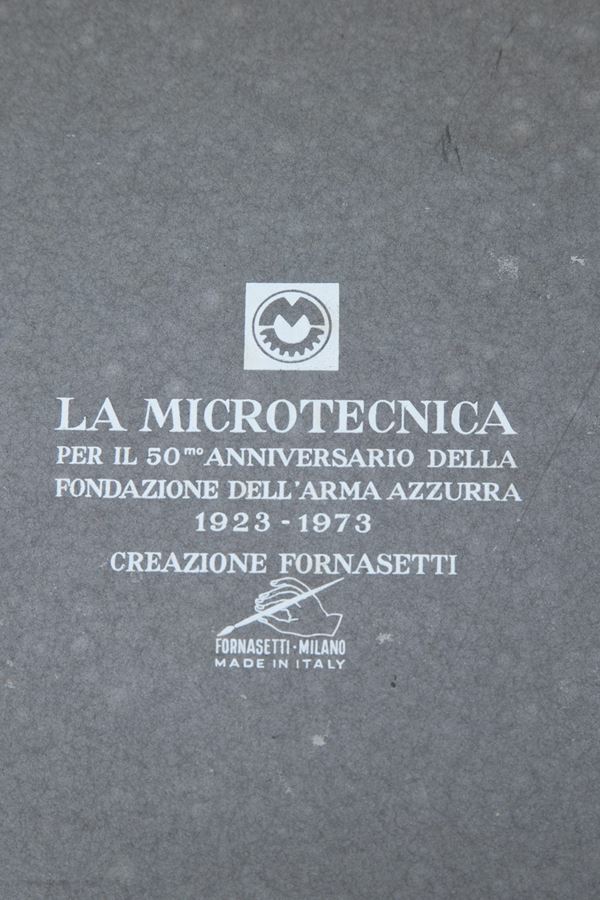 LA MICROTECNICA
PER IL 50mo ANNIVERSARIO DELLA
FONDAZIONE DELL'ARMA AZZURRA
1923 - 1973
CREAZIONE FORNASETTI
FORNASETTI · MILANO
MADE IN ITALY